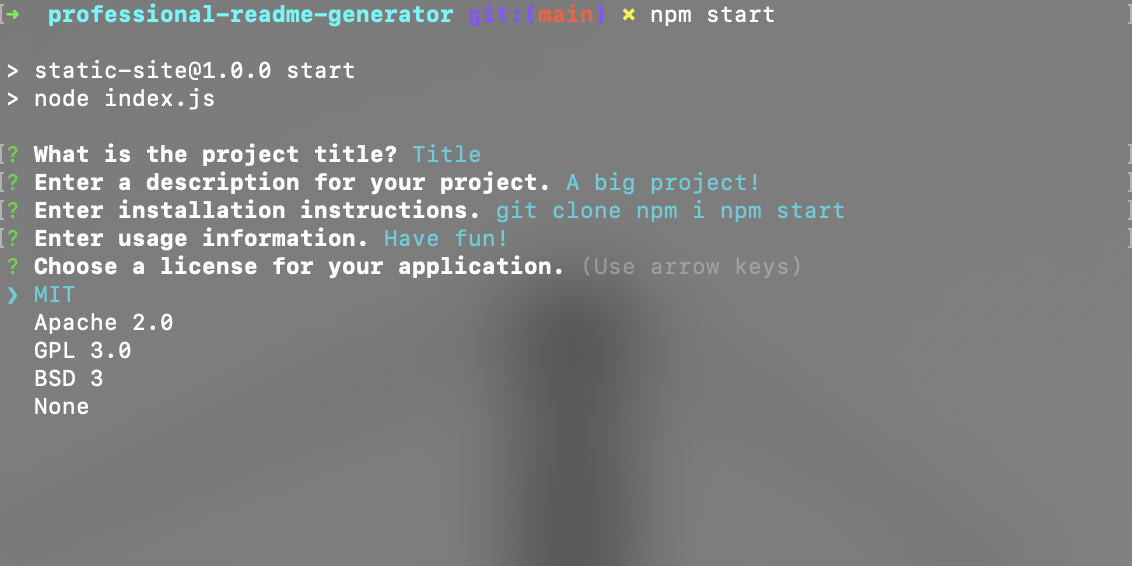 ➜  professional-readme-generator git:(main) ✗ npm start
> static-site@1.0.0 start
> node index.js
? What is the project title? Title
? Enter a description for your project. A big project!
? Enter installation instructions. git clone npm i npm start
? Enter usage information. Have fun!
? Choose a license for your application. (Use arrow keys)
❯ MIT
  Apache 2.0
  GPL 3.0
  BSD 3
  None